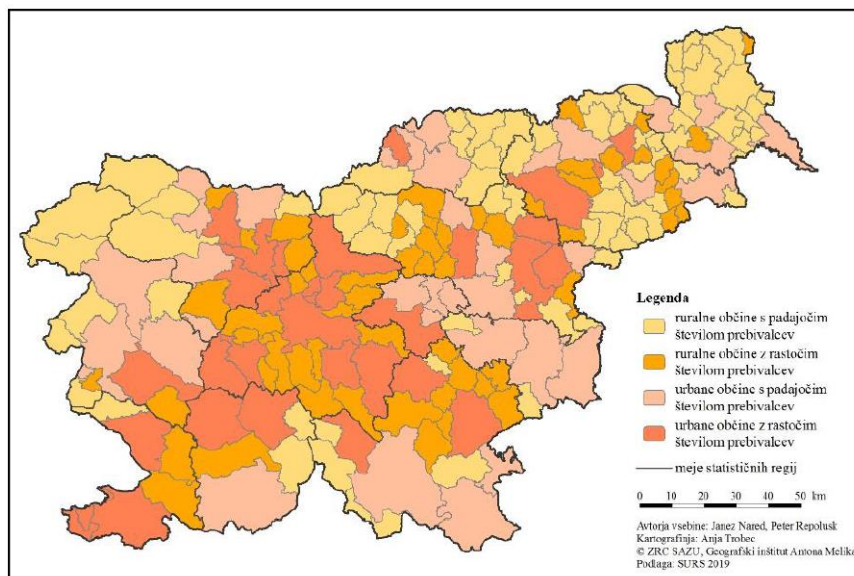 Legenda
ruralne občine s padajočim
številom prebivalcev
ruralne občine z rastočim
številom prebivalcev
urbane občine s padajočim
številom prebivalcev
urbane občine z rastočim
številom prebivalcev
meje statističnih regij
0 10 20 30 40 50 km
Avtorja vsebine: Janez Nared, Peter Repolusk
Kartografinja: Anja Trobec
© ZRC SAZU, Geografski inštitut Antona Melika
Podlaga: SURS 2019